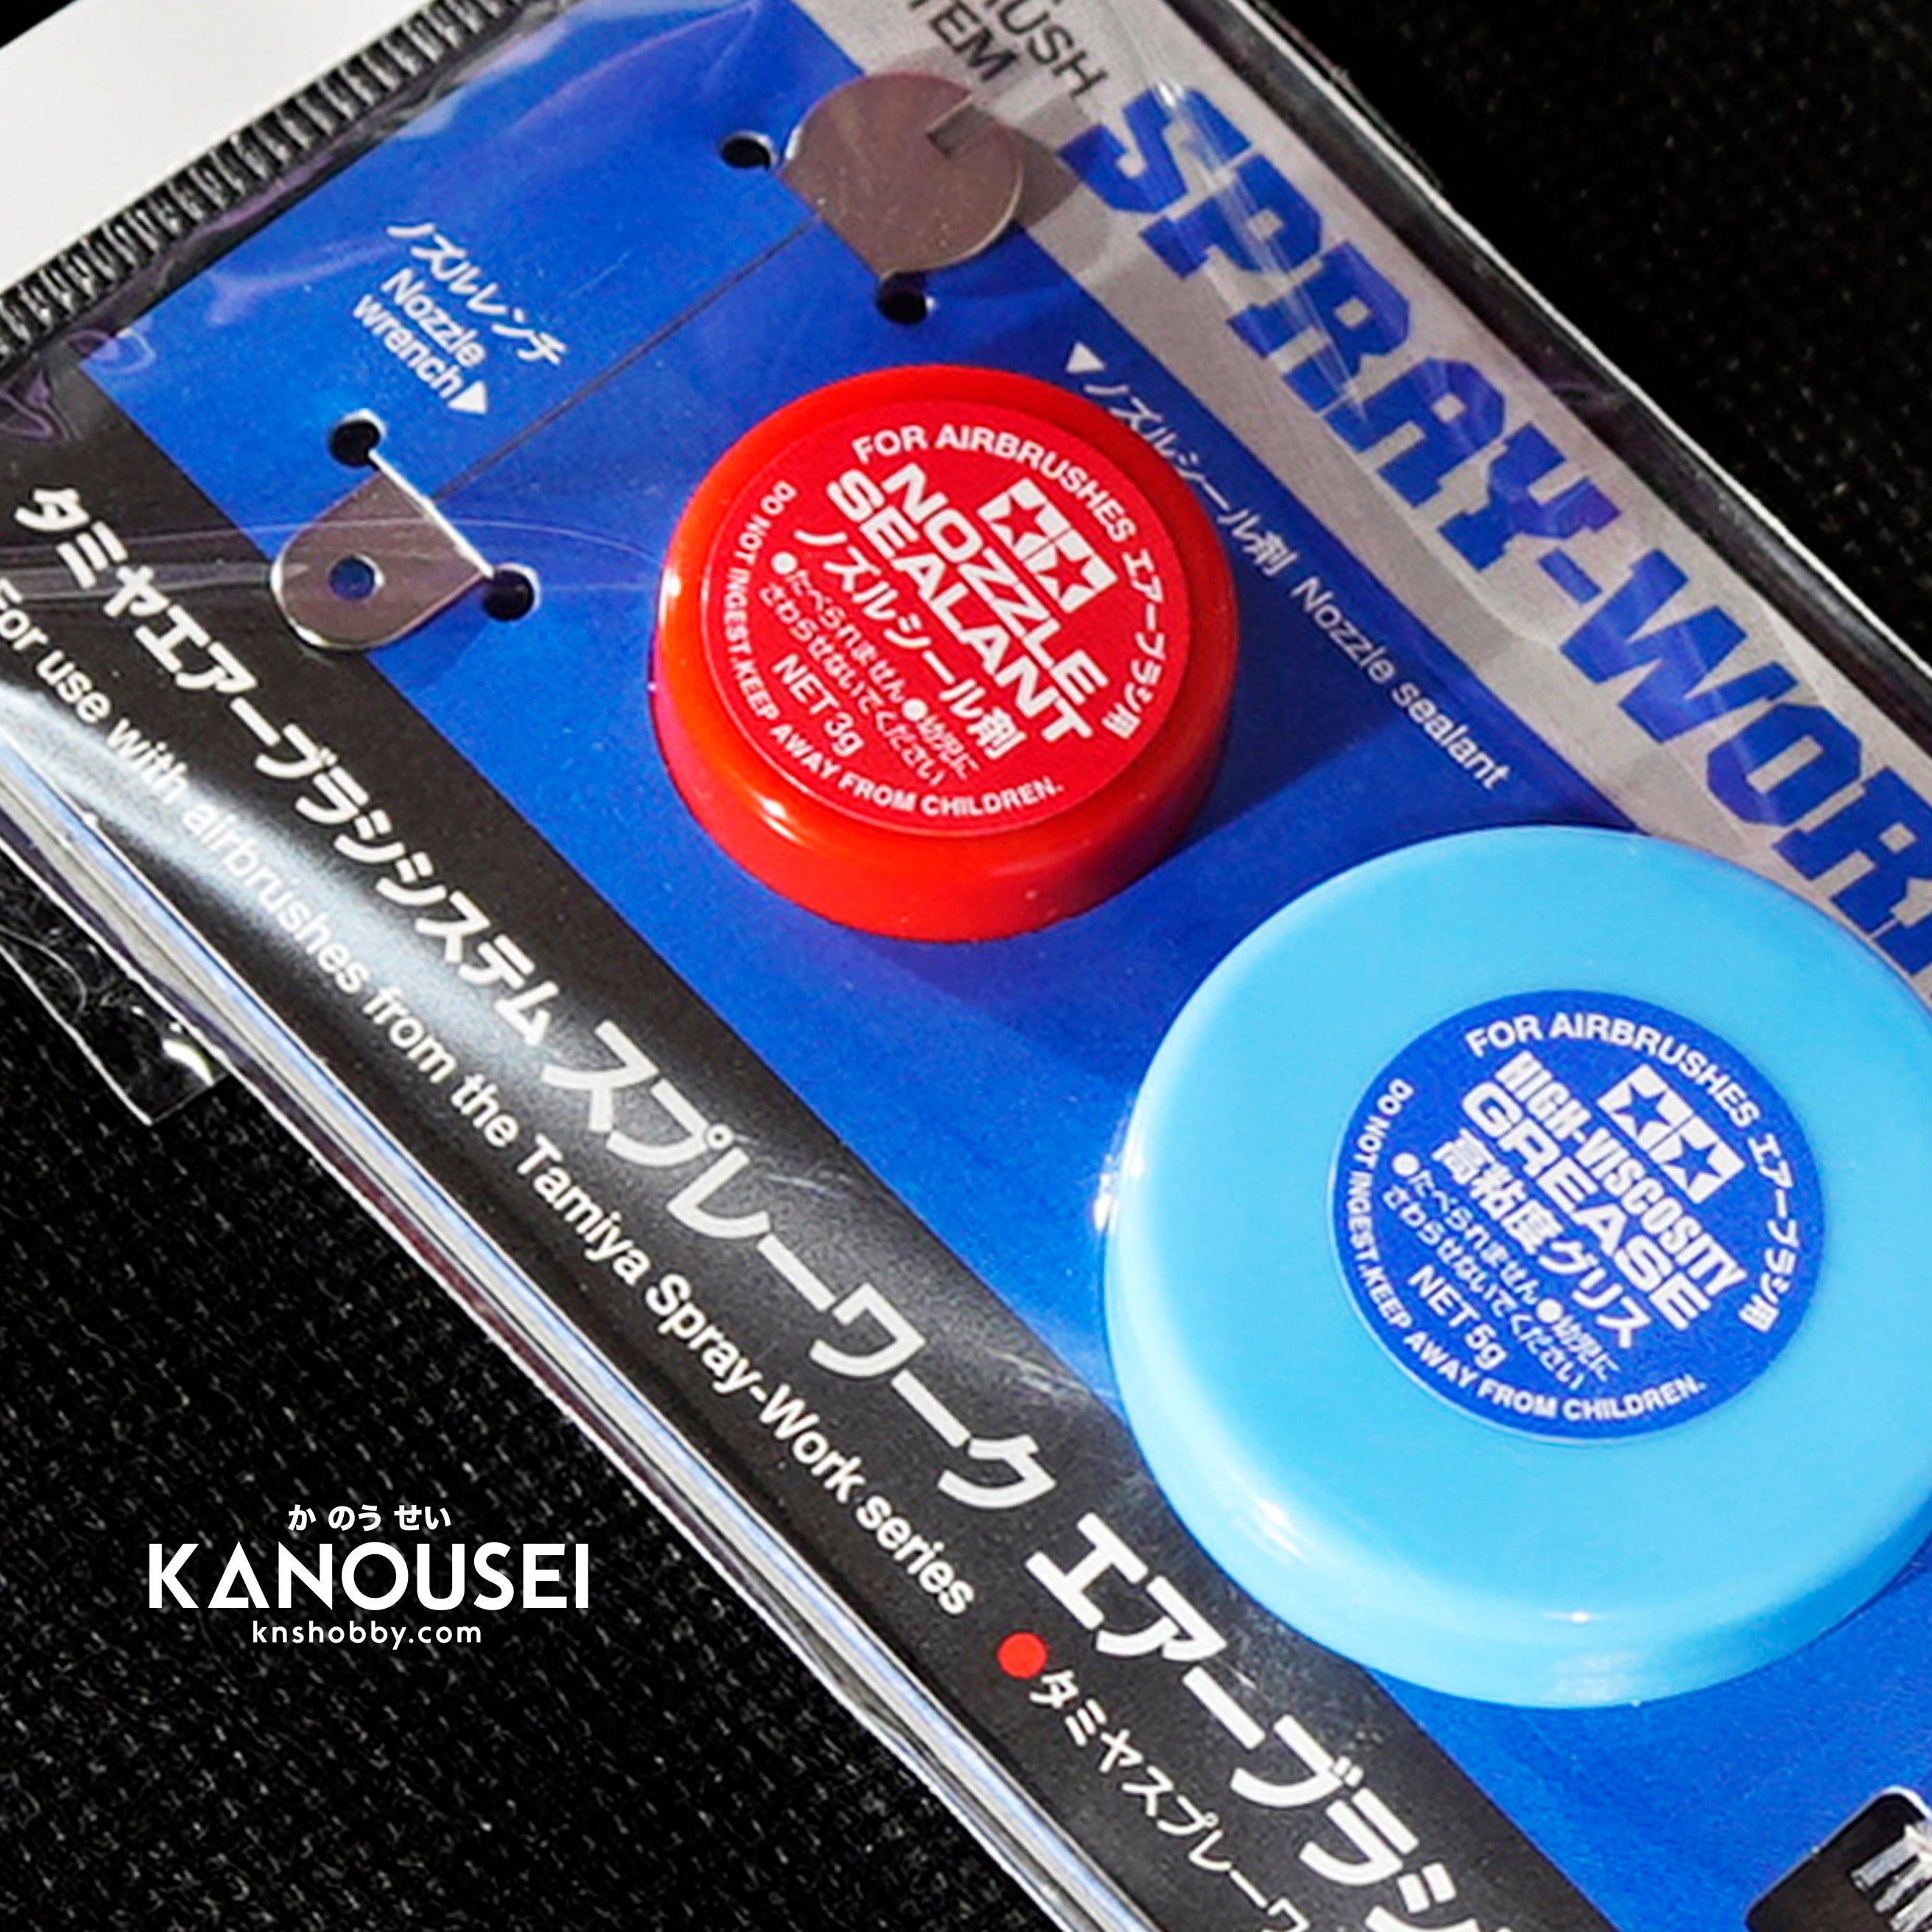 SPRAY-WOR
ノズルレンチ
Nozzle
wrench▶
▼ノズルシール剤 Nozzle sealant
FOR AIRBRUSHES エアーブラシ用
NOZZLE
SEALANT
ノズルシール剤
●たべられません●幼児に
さわらせないでください
NET 3g
DO NOT INGEST.KEEP AWAY FROM CHILDREN.
FOR AIRBRUSHES エアーブラシ用
HIGH-VISCOSITY
GREASE
高粘度グリス
●たべられません●幼児に
さわらせないでください
NET 5g
DO NOT INGEST.KEEP AWAY FROM CHILDREN.
タミヤエアーブラシシステム スプレーワーク エアーブラシ
For use with airbrushes from the Tamiya Spray-Work series
●タミヤスプレーワ
か のう せい
KANOUSEI
knshobby.com